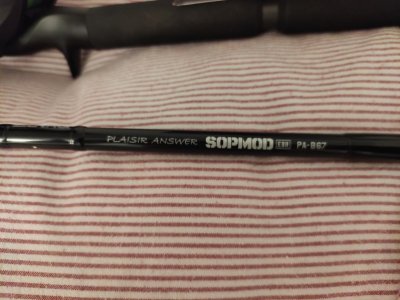 PLAISIR ANSWER SOPMOD PA-B67